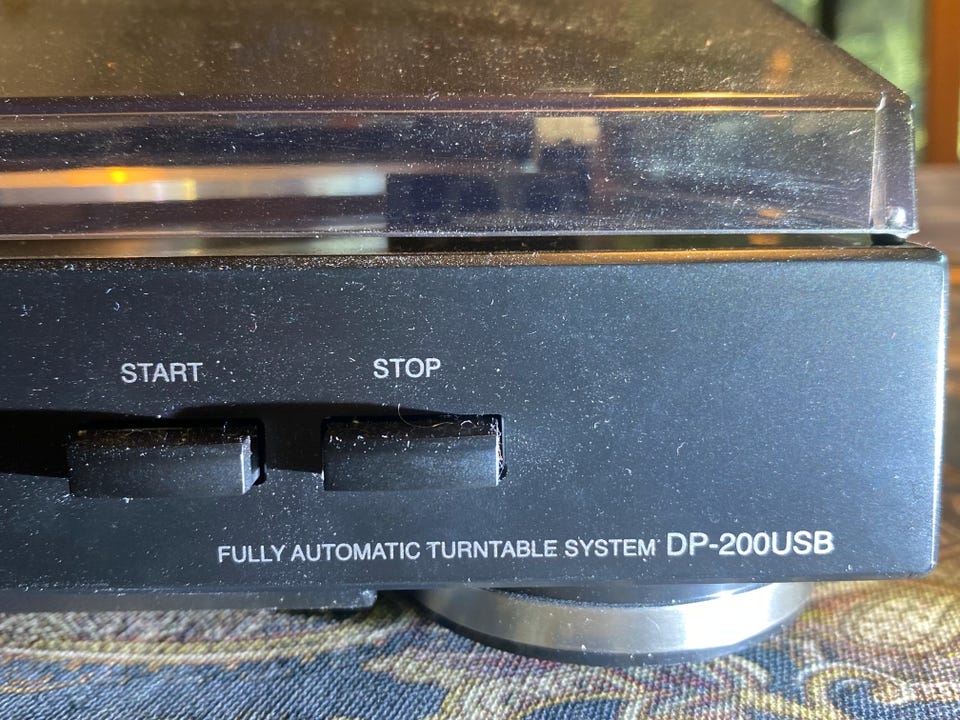 START STOP
FULLY AUTOMATIC TURNTABLE SYSTEM DP-200USB